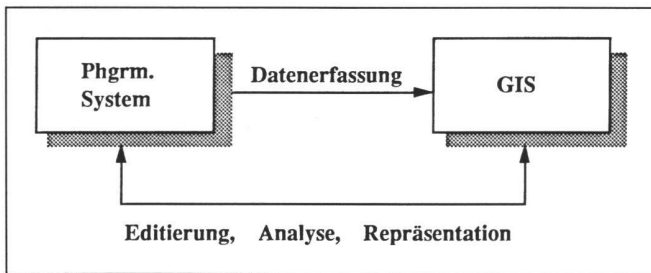 Phgrm.
System
Datenerfassung
GIS
Editierung, Analyse, Repräsentation